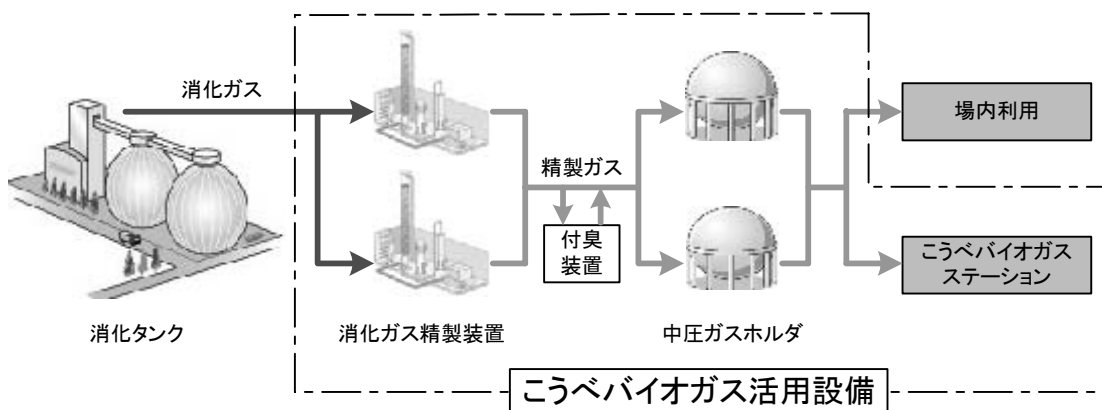 消化ガス
場内利用
精製ガス
付臭
装置
こうべバイオガス
ステーション
消化タンク
消化ガス精製装置
中圧ガスホルダ
こうべバイオガス活用設備